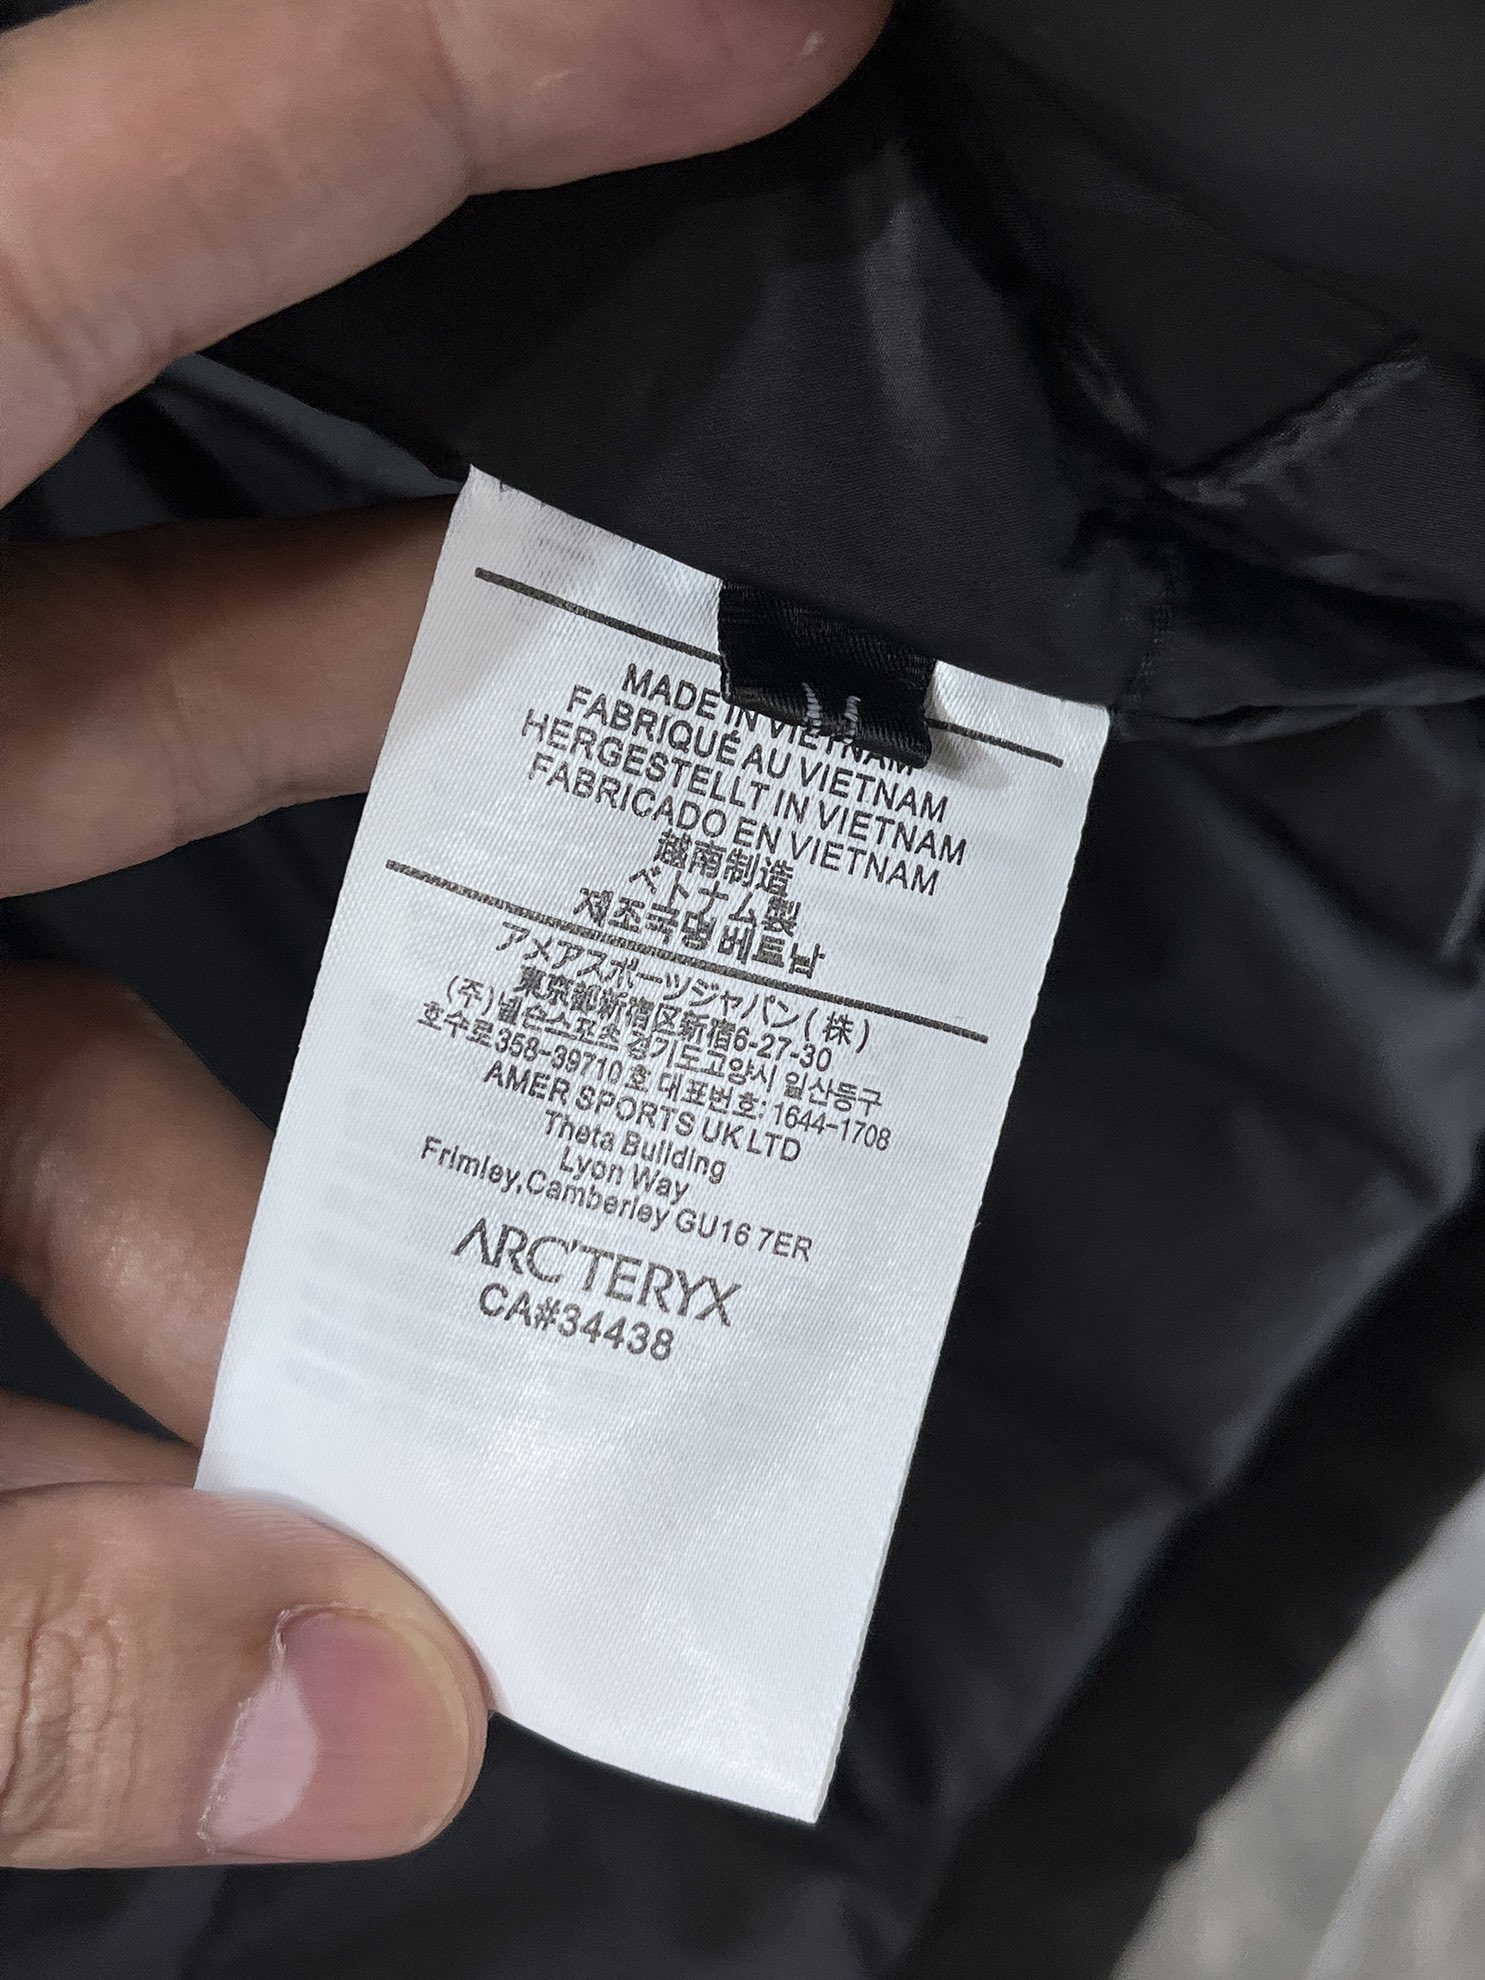 MADE IN VIETNAM
FABRIQUÉ AU VIETNAM
HERGESTELLT IN VIETNAM
FABRICADO EN VIETNAM
越南制造
ベトナム製
제조국명 베트남
アメアスポーツジャパン(株)
東京都新宿区新宿6-27-30
(주)넬슨스포츠 경기도고양시 일산동구
호수로358-39710호 대표번호: 1644-1708
AMER SPORTS UK LTD
Theta Building
Lyon Way
Frimley,Camberley GU16 7ER
ARC'TERYX
CA#34438